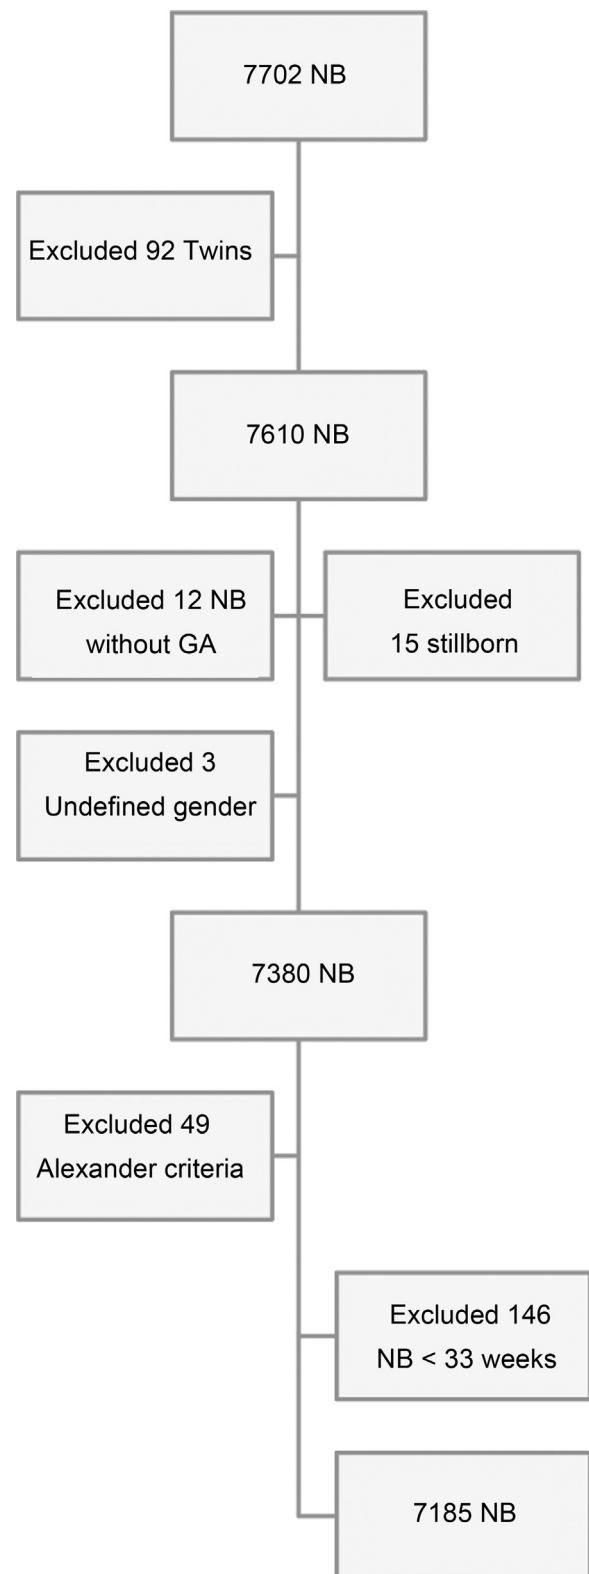 7702 NB
Excluded 92 Twins
7610 NB
Excluded 12 NB
without GA
Excluded
15 stillborn
Excluded 3
Undefined gender
7380 NB
Excluded 49
Alexander criteria
Excluded 146
NB < 33 weeks
7185 NB